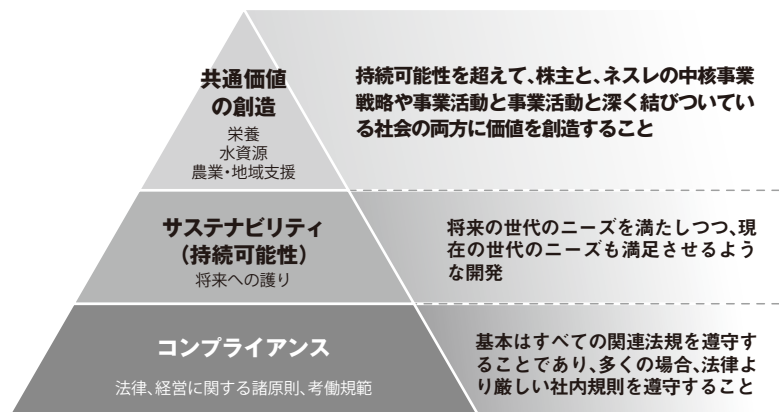 共通価値
の創造
栄養
水資源
農業・地域支援
持続可能性を超えて、株主と、ネスレの中核事業
戦略や事業活動と事業活動と深く結びついてい
る社会の両方に価値を創造すること
サステナビリティ
（持続可能性）
将来への護り
将来の世代のニーズを満たしつつ、現
在の世代のニーズも満足させるよう
な開発
コンプライアンス
法律、経営に関する諸原則、考働規範
基本はすべての関連法規を遵守す
ることであり、多くの場合、法律よ
り厳しい社内規則を遵守すること